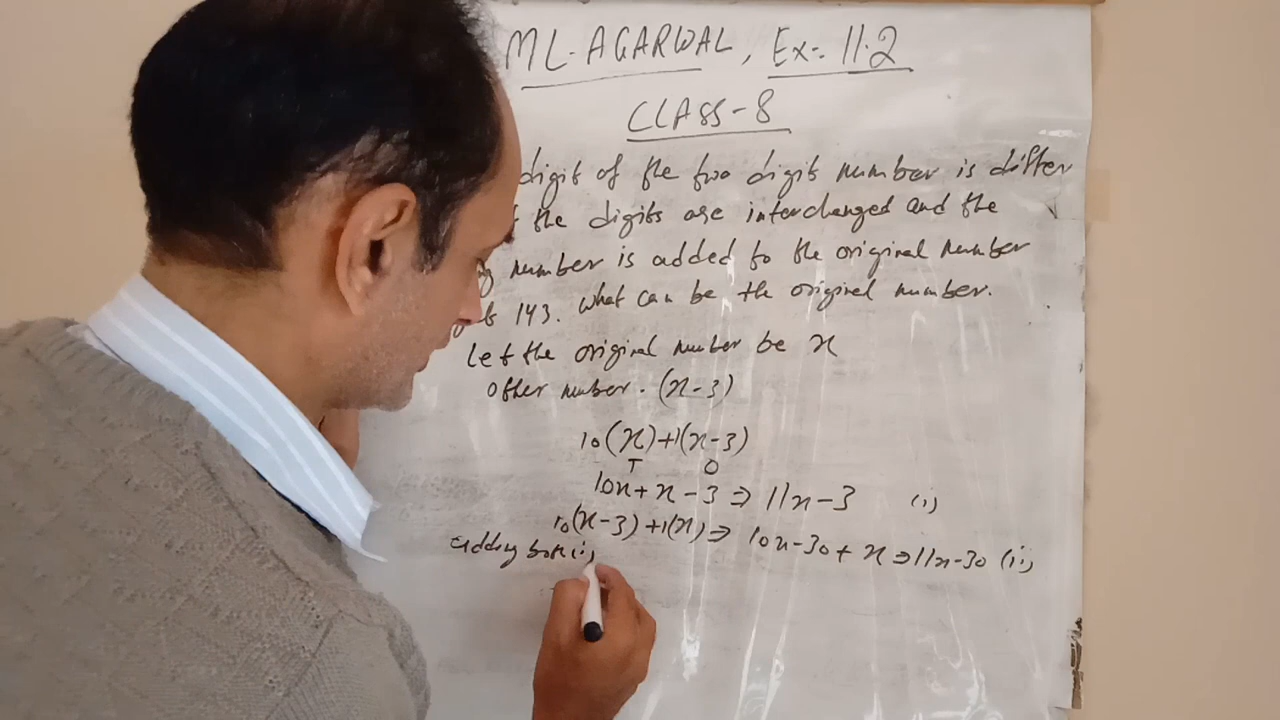 ML-AGARWAL, Ex-11.2
CLASS-8
digit of the two digits number is differ
the digits are interchanged and the
number is added to the original number
143. What can be the original number.
Let the original number be x
Other number. (x-3)
10(x)+1(x-3)
T O
10x+x-3⇒11x-3 (i)
10(x-3)+1(x)⇒10x-30+x⇒11x-30 (ii)
adding both (i)